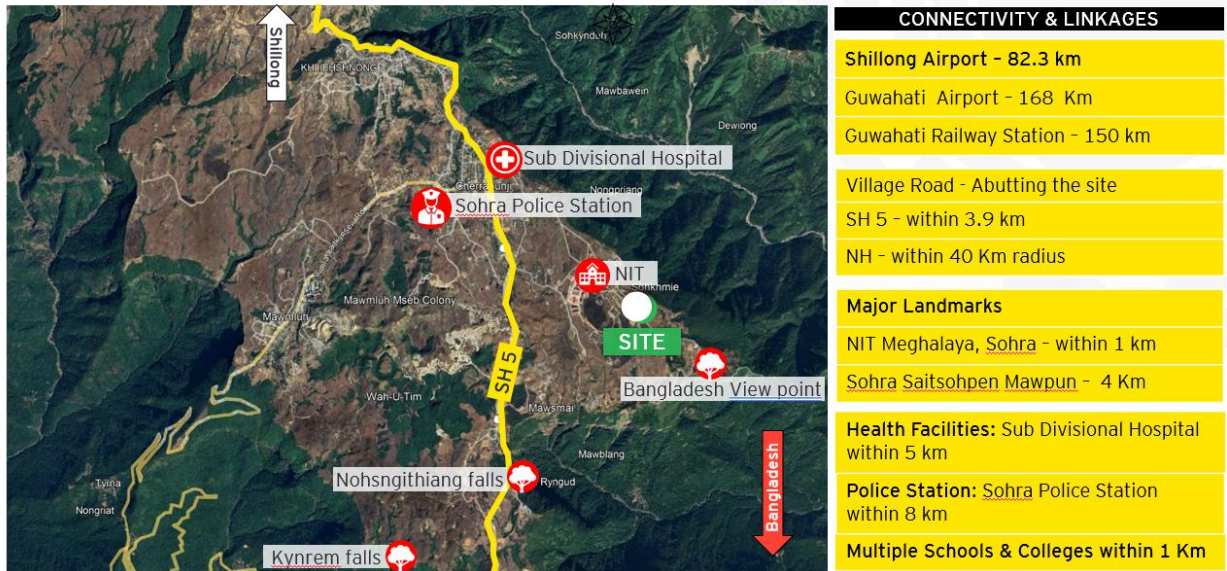 Shillong
Sohkynduh
KHLIEHSHNONG
Mawbawein
Dewlong
Sub Divisional Hospital
Cherrapunji
Nongpriang
Sohra Police Station
NIT
Sohkhmie
Mawmluh Mseb Colony
Mawmluh
SITE
SH 5
Bangladesh View point
Wah-U-Tim
Mawsmai
Mawblang
Nohsngithiang falls
Ryngud
Tyrna
Nongriat
Bangladesh
Kynrem falls
CONNECTIVITY & LINKAGES
Shillong Airport – 82.3 km
Guwahati Airport – 168 Km
Guwahati Railway Station – 150 km
Village Road - Abutting the site
SH 5 – within 3.9 km
NH – within 40 Km radius
Major Landmarks
NIT Meghalaya, Sohra – within 1 km
Sohra Saitsohpen Mawpun – 4 Km
Health Facilities: Sub Divisional Hospital
within 5 km
Police Station: Sohra Police Station
within 8 km
Multiple Schools & Colleges within 1 Km